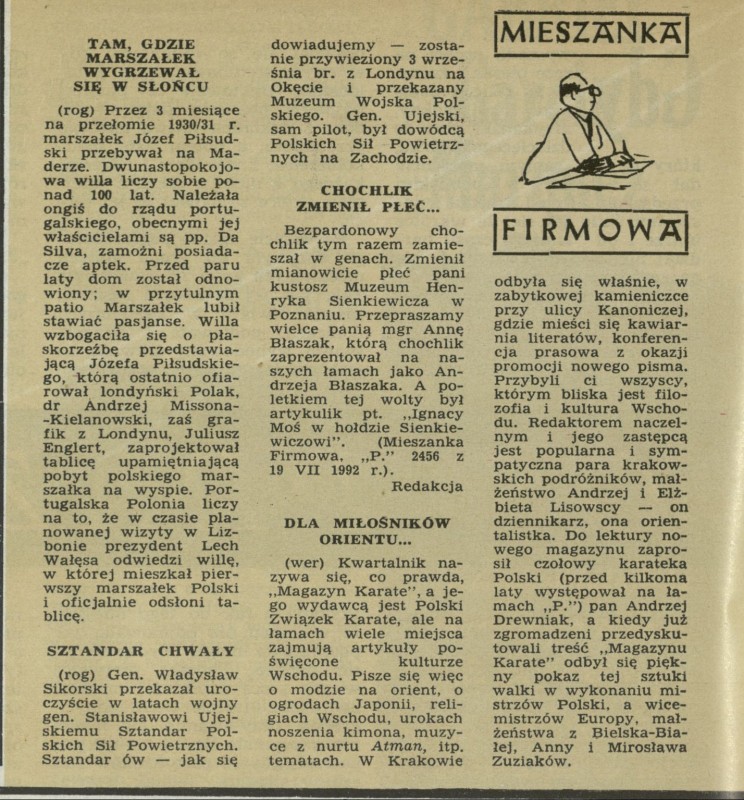 TAM, GDZIE
MARSZAŁEK
WYGRZEWAŁ
SIĘ W SŁOŃCU
(rog) Przez 3 miesiące
na przełomie 1930/31 r.
marszałek Józef Piłsud-
ski przebywał na Ma-
derze. Dwunastopokojo-
wa willa liczy sobie po-
nad 100 lat. Należała
ongiś do rządu portu-
galskiego, obecnymi jej
właścicielami są pp. Da
Silva, zamożni posiada-
cze aptek. Przed paru
laty dom został odno-
wiony; w przytulnym
patio Marszałek lubił
stawiać pasjanse. Willa
wzbogaciła się o pła-
skorzeźbę przedstawia-
jącą Józefa Piłsudskie-
go, którą ostatnio ofia-
rował londyński Polak,
dr Andrzej Missona-
-Kielanowski, zaś gra-
fik z Londynu, Juliusz
Englert, zaprojektował
tablicę upamiętniającą
pobyt polskiego mar-
szałka na wyspie. Por-
tugalska Polonia liczy
na to, że w czasie pla-
nowanej wizyty w Liz-
bonie prezydent Lech
Wałęsa odwiedzi willę,
w której mieszkał pier-
wszy marszałek Polski
i oficjalnie odsłoni ta-
blicę.
SZTANDAR CHWAŁY
(rog) Gen. Władysław
Sikorski przekazał uro-
czyście w latach wojny
gen. Stanisławowi Ujej-
skiemu Sztandar Pol-
skich Sił Powietrznych.
Sztandar ów — jak się
dowiadujemy — zosta-
nie przywieziony 3 wrze-
śnia br. z Londynu na
Okęcie i przekazany
Muzeum Wojska Pol-
skiego. Gen. Ujejski,
sam pilot, był dowódcą
Polskich Sił Powietrz-
nych na Zachodzie.
CHOCHLIK
ZMIENIŁ PŁEĆ...
Bezpardonowy cho-
chlik tym razem zamie-
szał w genach. Zmienił
mianowicie płeć pani
kustosz Muzeum Hen-
ryka Sienkiewicza w
Poznaniu. Przepraszamy
wielce panią mgr Annę
Błaszak, którą chochlik
zaprezentował na na-
szych łamach jako An-
drzeja Błaszaka. A po-
letkiem tej wolty był
artykulik pt. „Ignacy
Moś w hołdzie Sienkie-
wiczowi”. (Mieszanka
Firmowa, „P.” 2456 z
19 VII 1992 r.).
Redakcja
DLA MIŁOŚNIKÓW
ORIENTU...
(wer) Kwartalnik na-
zywa się, co prawda,
„Magazyn Karate”, a je-
go wydawcą jest Polski
Związek Karate, ale na
łamach wiele miejsca
zajmują artykuły po-
święcone kulturze
Wschodu. Pisze się więc
o modzie na orient, o
ogrodach Japonii, reli-
giach Wschodu, urokach
noszenia kimona, muzy-
ce z nurtu Atman, itp.
tematach. W Krakowie
MIESZANKA
FIRMOWA
odbyła się właśnie, w
zabytkowej kamieniczce
przy ulicy Kanoniczej,
gdzie mieści się kawiar-
nia literatów, konferen-
cja prasowa z okazji
promocji nowego pisma.
Przybyli ci wszyscy,
którym bliska jest filo-
zofia i kultura Wscho-
du. Redaktorem naczel-
nym i jego zastępcą
jest popularna i sym-
patyczna para krakow-
skich podróżników, mał-
żeństwo Andrzej i Elż-
bieta Lisowscy — on
dziennikarz, ona orien-
talistka. Do lektury no-
wego magazynu zapro-
sił czołowy karateka
Polski (przed kilkoma
laty występował na ła-
mach „P.”) pan Andrzej
Drewniak, a kiedy już
zgromadzeni przedysku-
towali treść „Magazynu
Karate” odbył się pięk-
ny pokaz tej sztuki
walki w wykonaniu mi-
strzów Polski, a wice-
mistrzów Europy, mał-
żeństwa z Bielska-Bia-
łej, Anny i Mirosława
Zuziaków.